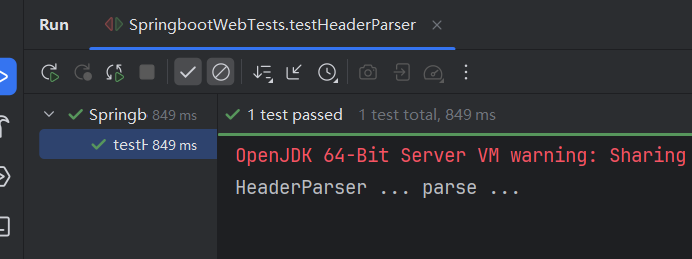 Run SpringbootWebTests.testHeaderParser
Springb 849 ms
1 test passed 1 test total, 849 ms
testH 849 ms
OpenJDK 64-Bit Server VM warning: Sharing
HeaderParser ... parse ...